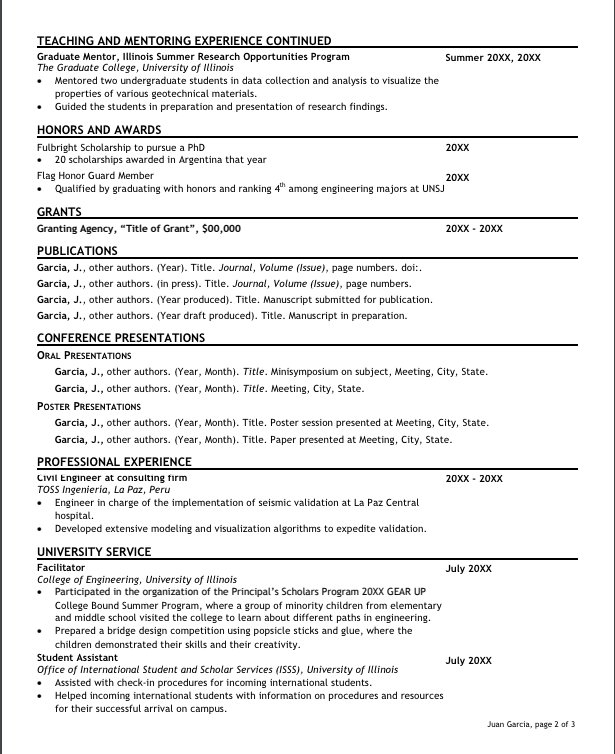 TEACHING AND MENTORING EXPERIENCE CONTINUED
Graduate Mentor, Illinois Summer Research Opportunities Program Summer 20XX, 20XX
The Graduate College, University of Illinois
• Mentored two undergraduate students in data collection and analysis to visualize the
properties of various geotechnical materials.
• Guided the students in preparation and presentation of research findings.
HONORS AND AWARDS
Fulbright Scholarship to pursue a PhD 20XX
• 20 scholarships awarded in Argentina that year
Flag Honor Guard Member 20XX
• Qualified by graduating with honors and ranking 4th among engineering majors at UNSJ
GRANTS
Granting Agency, “Title of Grant”, $00,000 20XX - 20XX
PUBLICATIONS
Garcia, J., other authors. (Year). Title. Journal, Volume (Issue), page numbers. doi:.
Garcia, J., other authors. (in press). Title. Journal, Volume (Issue), page numbers.
Garcia, J., other authors. (Year produced). Title. Manuscript submitted for publication.
Garcia, J., other authors. (Year draft produced). Title. Manuscript in preparation.
CONFERENCE PRESENTATIONS
ORAL PRESENTATIONS
Garcia, J., other authors. (Year, Month). Title. Minisymposium on subject, Meeting, City, State.
Garcia, J., other authors. (Year, Month). Title. Meeting, City, State.
POSTER PRESENTATIONS
Garcia, J., other authors. (Year, Month). Title. Poster session presented at Meeting, City, State.
Garcia, J., other authors. (Year, Month). Title. Paper presented at Meeting, City, State.
PROFESSIONAL EXPERIENCE
Civil Engineer at consulting firm 20XX - 20XX
TOSS Ingeniería, La Paz, Peru
• Engineer in charge of the implementation of seismic validation at La Paz Central
hospital.
• Developed extensive modeling and visualization algorithms to expedite validation.
UNIVERSITY SERVICE
Facilitator July 20XX
College of Engineering, University of Illinois
• Participated in the organization of the Principal’s Scholars Program 20XX GEAR UP
College Bound Summer Program, where a group of minority children from elementary
and middle school visited the college to learn about different paths in engineering.
• Prepared a bridge design competition using popsicle sticks and glue, where the
children demonstrated their skills and their creativity.
Student Assistant July 20XX
Office of International Student and Scholar Services (ISSS), University of Illinois
• Assisted with check-in procedures for incoming international students.
• Helped incoming international students with information on procedures and resources
for their successful arrival on campus.
Juan Garcia, page 2 of 3